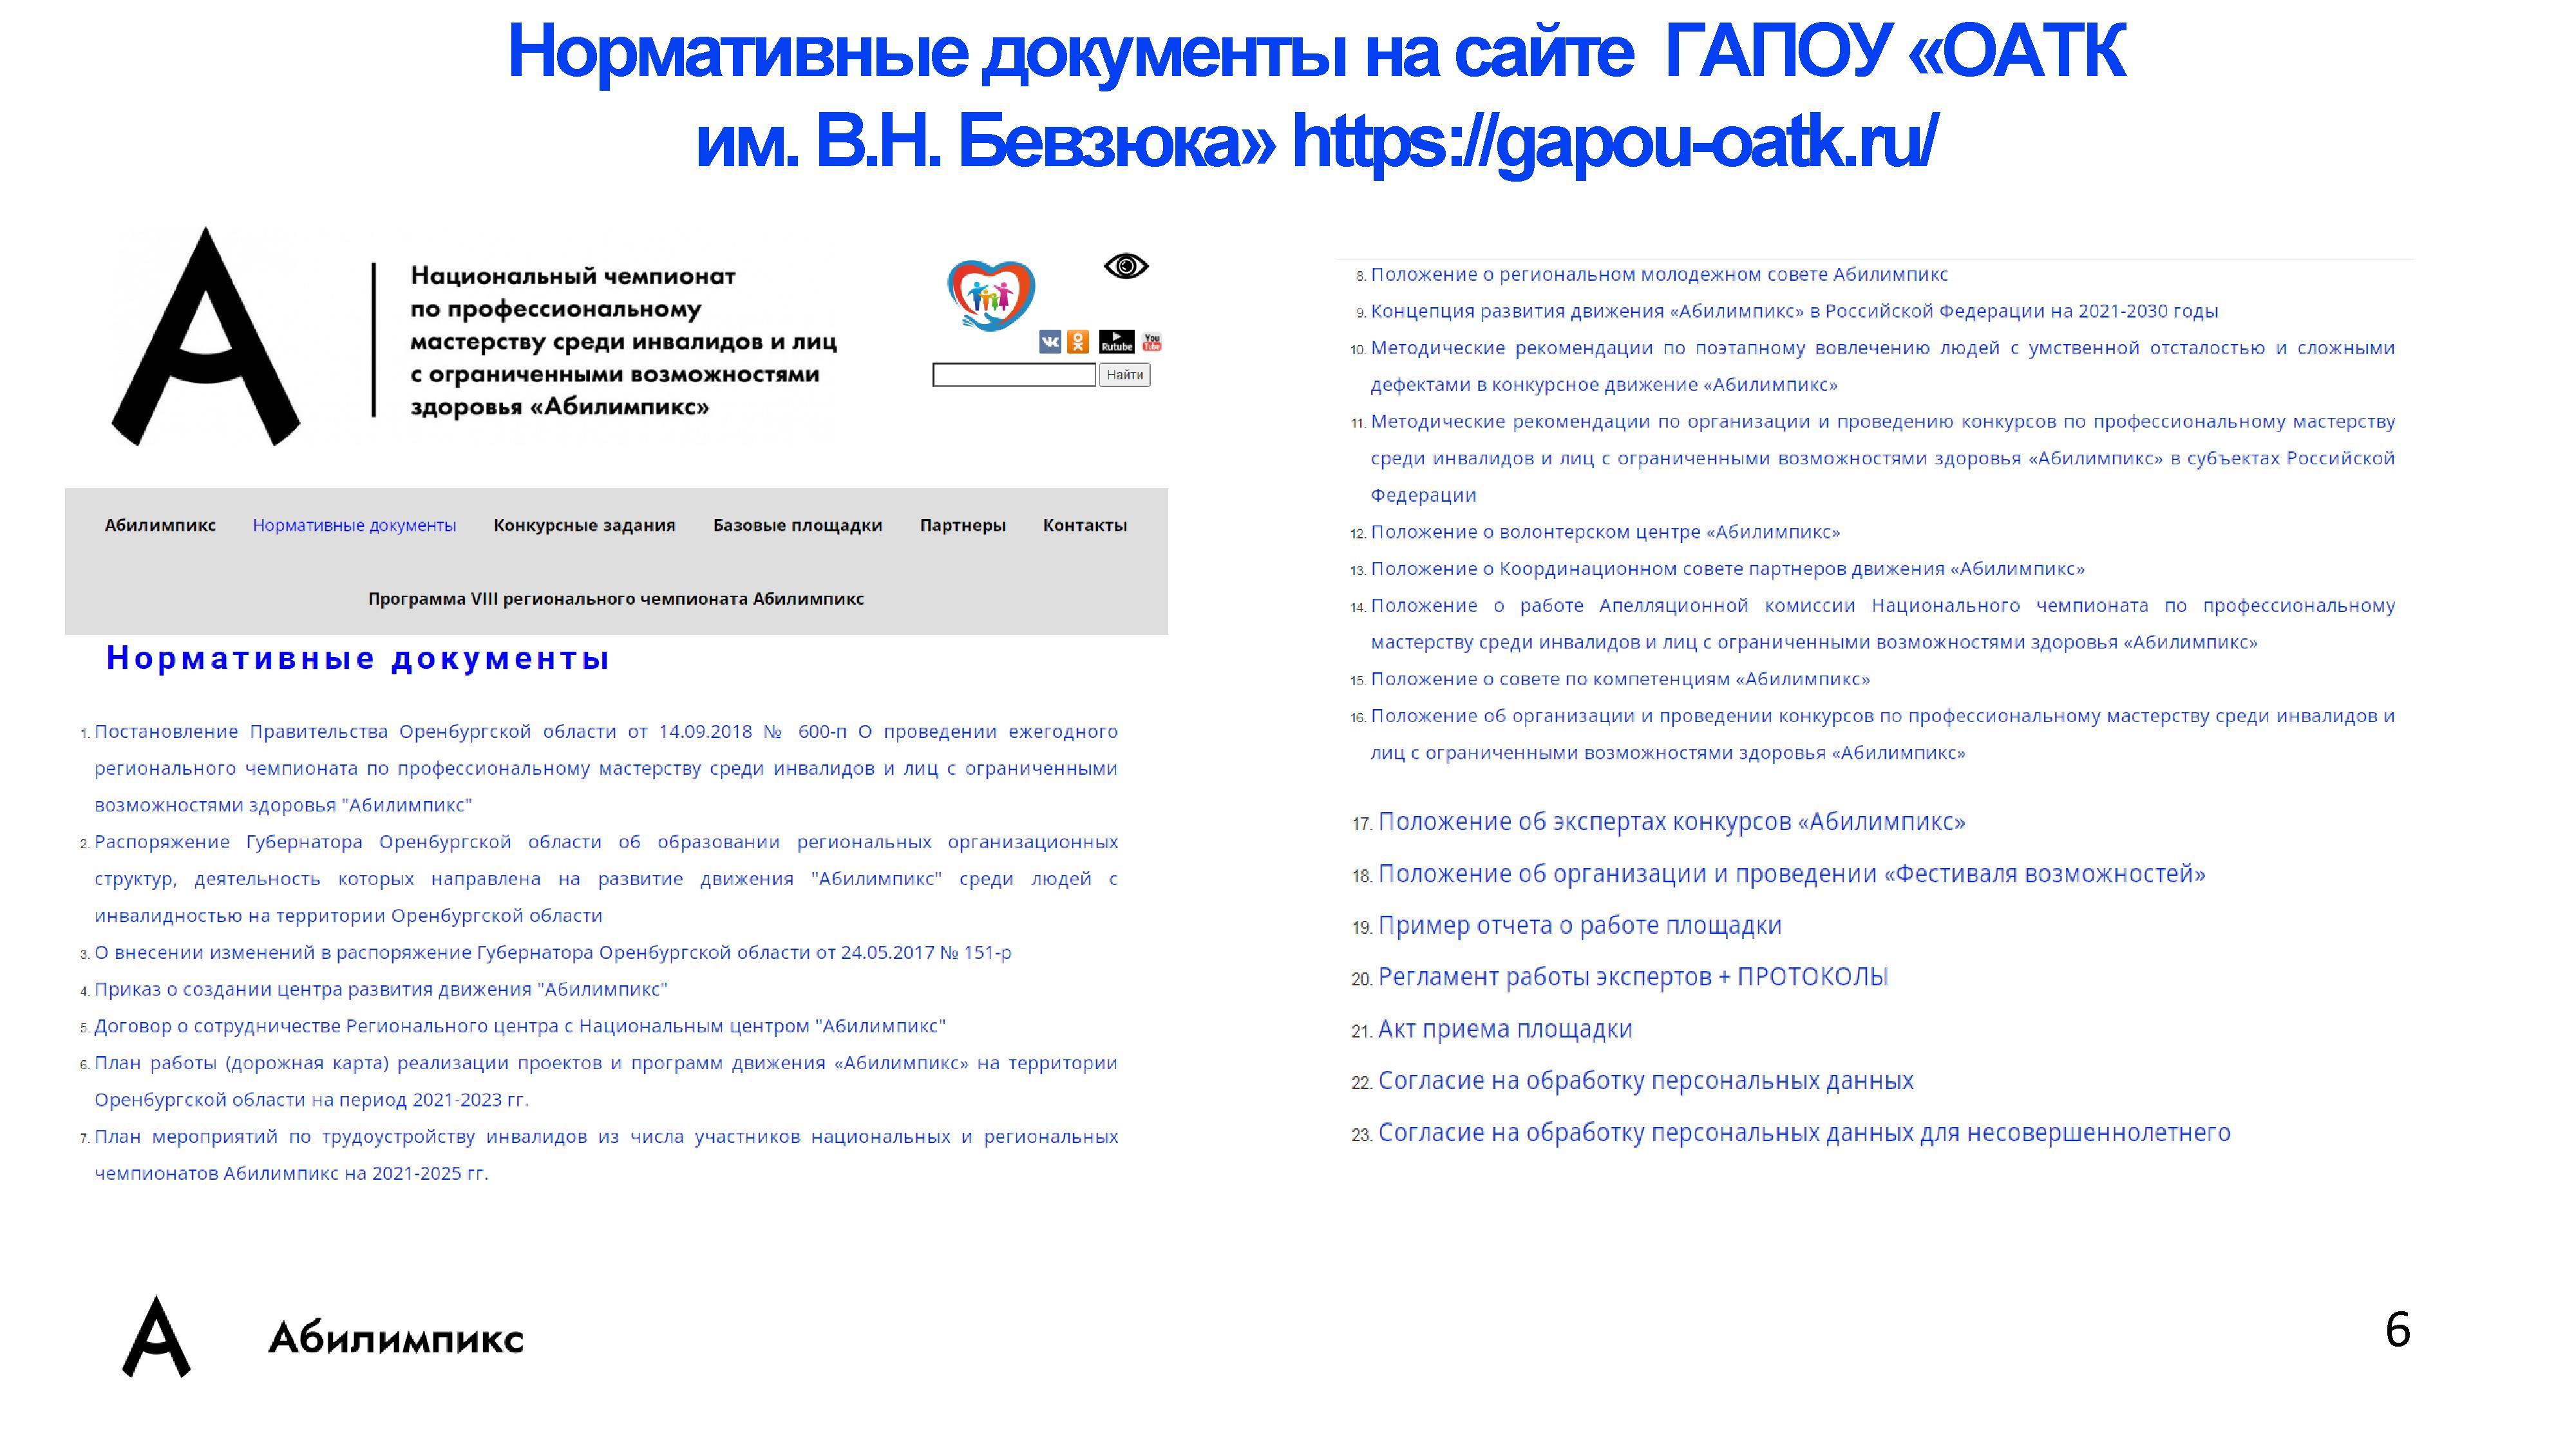 Нормативные документы на сайте ГАПОУ «ОАТК
им. В.Н. Бевзюка» https://gapou-oatk.ru/
Национальный чемпионат
по профессиональному
мастерству среди инвалидов и лиц
с ограниченными возможностями
здоровья «Абилимпикс»
Rutube
You Tube
Найти
Абилимпикс Нормативные документы Конкурсные задания Базовые площадки Партнеры Контакты
Программа VIII регионального чемпионата Абилимпикс
Нормативные документы
1. Постановление Правительства Оренбургской области от 14.09.2018 № 600-п О проведении ежегодного
регионального чемпионата по профессиональному мастерству среди инвалидов и лиц с ограниченными
возможностями здоровья "Абилимпикс"
2. Распоряжение Губернатора Оренбургской области об образовании региональных организационных
структур, деятельность которых направлена на развитие движения "Абилимпикс" среди людей с
инвалидностью на территории Оренбургской области
3. О внесении изменений в распоряжение Губернатора Оренбургской области от 24.05.2017 № 151-р
4. Приказ о создании центра развития движения "Абилимпикс"
5. Договор о сотрудничестве Регионального центра с Национальным центром "Абилимпикс"
6. План работы (дорожная карта) реализации проектов и программ движения «Абилимпикс» на территории
Оренбургской области на период 2021-2023 гг.
7. План мероприятий по трудоустройству инвалидов из числа участников национальных и региональных
чемпионатов Абилимпикс на 2021-2025 гг.
8. Положение о региональном молодежном совете Абилимпикс
9. Концепция развития движения «Абилимпикс» в Российской Федерации на 2021-2030 годы
10. Методические рекомендации по поэтапному вовлечению людей с умственной отсталостью и сложными
дефектами в конкурсное движение «Абилимпикс»
11. Методические рекомендации по организации и проведению конкурсов по профессиональному мастерству
среди инвалидов и лиц с ограниченными возможностями здоровья «Абилимпикс» в субъектах Российской
Федерации
12. Положение о волонтерском центре «Абилимпикс»
13. Положение о Координационном совете партнеров движения «Абилимпикс»
14. Положение о работе Апелляционной комиссии Национального чемпионата по профессиональному
мастерству среди инвалидов и лиц с ограниченными возможностями здоровья «Абилимпикс»
15. Положение о совете по компетенциям «Абилимпикс»
16. Положение об организации и проведении конкурсов по профессиональному мастерству среди инвалидов и
лиц с ограниченными возможностями здоровья «Абилимпикс»
17. Положение об экспертах конкурсов «Абилимпикс»
18. Положение об организации и проведении «Фестиваля возможностей»
19. Пример отчета о работе площадки
20. Регламент работы экспертов + ПРОТОКОЛЫ
21. Акт приема площадки
22. Согласие на обработку персональных данных
23. Согласие на обработку персональных данных для несовершеннолетнего
Абилимпикс
6